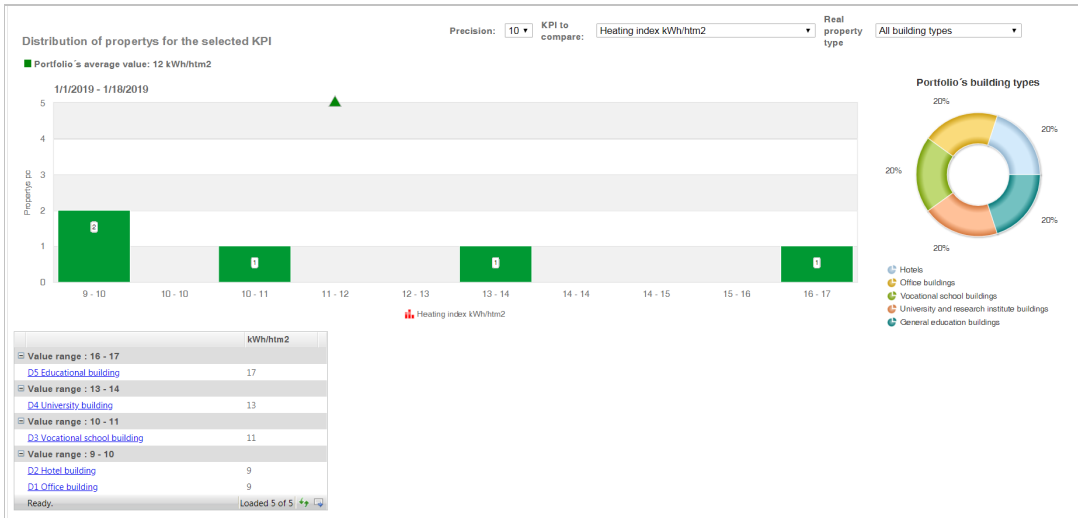 Distribution of propertys for the selected KPI
Precision: 10
KPI to compare: Heating index kWh/htm2
Real property type All building types
Portfolio´s average value: 12 kWh/htm2
1/1/2019 - 1/18/2019
Propertys pc
5
4
3
2
1
0
2
1
1
1
9 - 10 10 - 10 10 - 11 11 - 12 12 - 13 13 - 14 14 - 14 14 - 15 15 - 16 16 - 17
Heating index kWh/htm2
Portfolio´s building types
20%
20%
20%
20%
20%
Hotels
Office buildings
Vocational school buildings
University and research institute buildings
General education buildings
kWh/htm2
Value range : 16 - 17
D5 Educational building 17
Value range : 13 - 14
D4 University building 13
Value range : 10 - 11
D3 Vocational school building 11
Value range : 9 - 10
D2 Hotel building 9
D1 Office building 9
Ready. Loaded 5 of 5